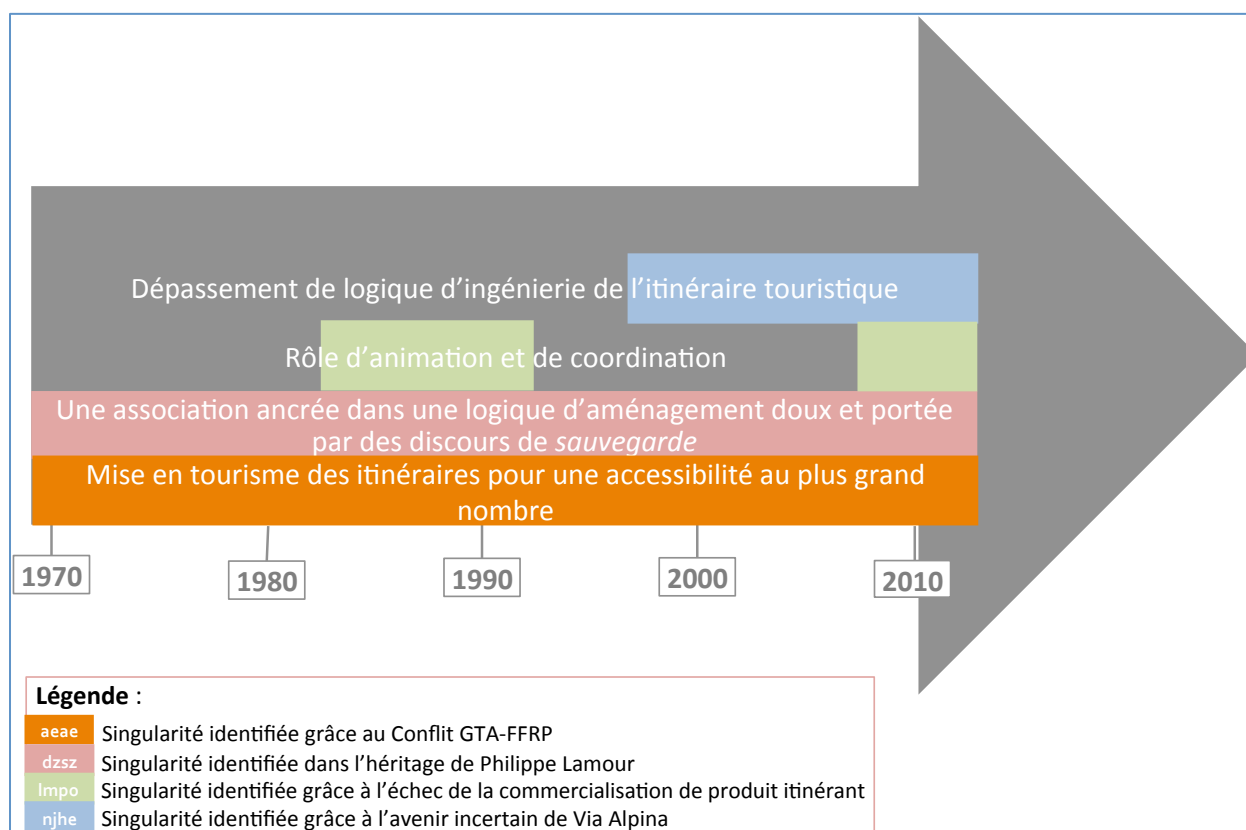 Dépassement de logique d’ingénierie de l’itinéraire touristique
Rôle d’animation et de coordination
Une association ancrée dans une logique d’aménagement doux et portée
par des discours de sauvegarde
Mise en tourisme des itinéraires pour une accessibilité au plus grand
nombre
1970
1980
1990
2000
2010
Légende :
aeae Singularité identifiée grâce au Conflit GTA-FFRP
dzsz Singularité identifiée dans l’héritage de Philippe Lamour
lmpo Singularité identifiée grâce à l’échec de la commercialisation de produit itinérant
njhe Singularité identifiée grâce à l’avenir incertain de Via Alpina